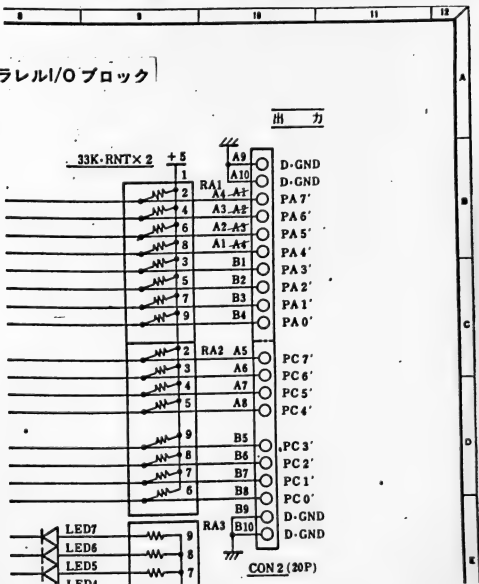 8 9 10 11 12
ラレルI/O ブロック
A
出 力
33K・RNT×2 +5
1
A9 D・GND
A10 D・GND
2 RA1 A4 A1 PA7'
B
4 A3 A2 PA6'
6 A2 A3 PA5'
8 A1 A4 PA4'
3 B1 PA3'
5 B2 PA2'
7 B3 PA1'
9 B4 PA0'
C
2 RA2 A5 PC7'
3 A6 PC6'
4 A7 PC5'
5 A8 PC4'
D
9 B5 PC3'
8 B6 PC2'
7 B7 PC1'
6 B8 PC0'
B9 D・GND
LED7 9 RA3 B10 D・GND
LED6 8
LED5 7 CON2 (20P)
E
LED4